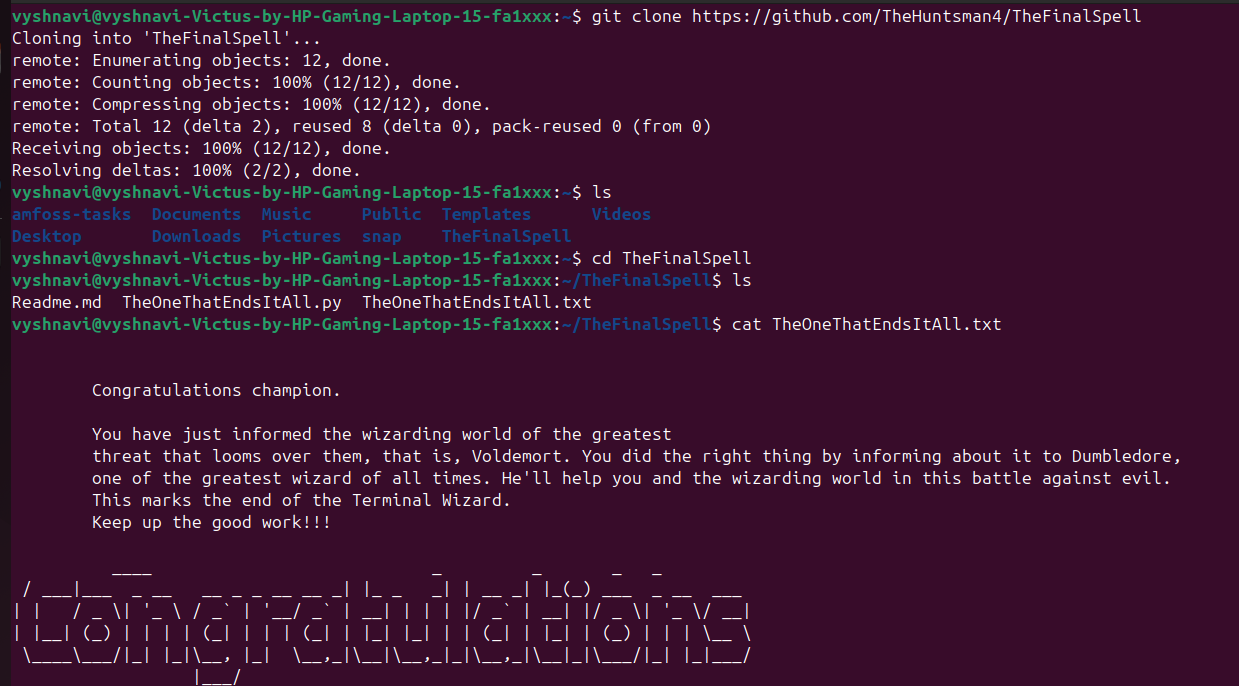 vyshnavi@vyshnavi-Victus-by-HP-Gaming-Laptop-15-fa1xxx:~$ git clone https://github.com/TheHuntsman4/TheFinalSpell
Cloning into 'TheFinalSpell'...
remote: Enumerating objects: 12, done.
remote: Counting objects: 100% (12/12), done.
remote: Compressing objects: 100% (12/12), done.
remote: Total 12 (delta 2), reused 8 (delta 0), pack-reused 0 (from 0)
Receiving objects: 100% (12/12), done.
Resolving deltas: 100% (2/2), done.
vyshnavi@vyshnavi-Victus-by-HP-Gaming-Laptop-15-fa1xxx:~$ ls
amfoss-tasks  Documents  Music     Public  Templates      Videos
Desktop       Downloads  Pictures  snap    TheFinalSpell
vyshnavi@vyshnavi-Victus-by-HP-Gaming-Laptop-15-fa1xxx:~$ cd TheFinalSpell
vyshnavi@vyshnavi-Victus-by-HP-Gaming-Laptop-15-fa1xxx:~/TheFinalSpell$ ls
Readme.md  TheOneThatEndsItAll.py  TheOneThatEndsItAll.txt
vyshnavi@vyshnavi-Victus-by-HP-Gaming-Laptop-15-fa1xxx:~/TheFinalSpell$ cat TheOneThatEndsItAll.txt
Congratulations champion.
You have just informed the wizarding world of the greatest
threat that looms over them, that is, Voldemort. You did the right thing by informing about it to Dumbledore,
one of the greatest wizard of all times. He'll help you and the wizarding world in this battle against evil.
This marks the end of the Terminal Wizard.
Keep up the good work!!!
Congratulations